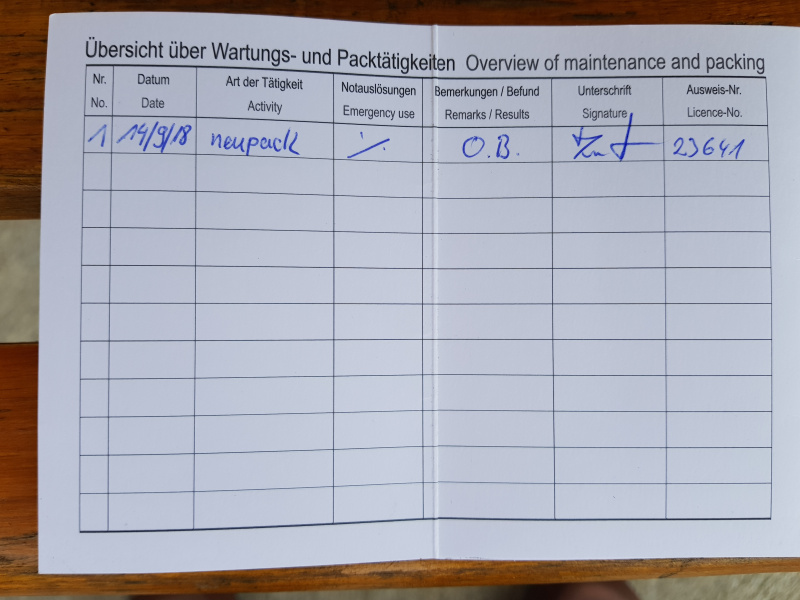 Übersicht über Wartungs- und Packtätigkeiten Overview of maintenance and packing
Nr. Datum Art der Tätigkeit Notauslösungen Bemerkungen / Befund Unterschrift Ausweis-Nr.
No. Date Activity Emergency use Remarks / Results Signature Licence-No.
1 14/9/18 neupack ./. O.B. 23641